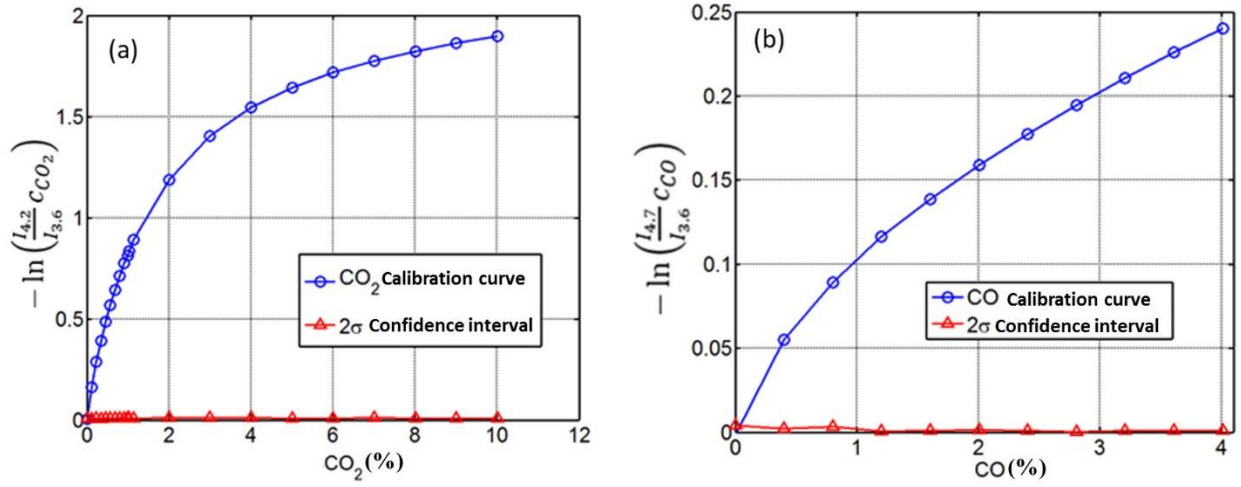 (a)
2
1.5
1
0.5
0
0 2 4 6 8 10 12
CO₂(%)
−ln(I₄.₂/I₃.₆ c_CO₂)
CO₂ Calibration curve
2σ Confidence interval
(b)
0.25
0.2
0.15
0.1
0.05
0
0 1 2 3 4
CO(%)
−ln(I₄.₇/I₃.₆ c_CO)
CO Calibration curve
2σ Confidence interval